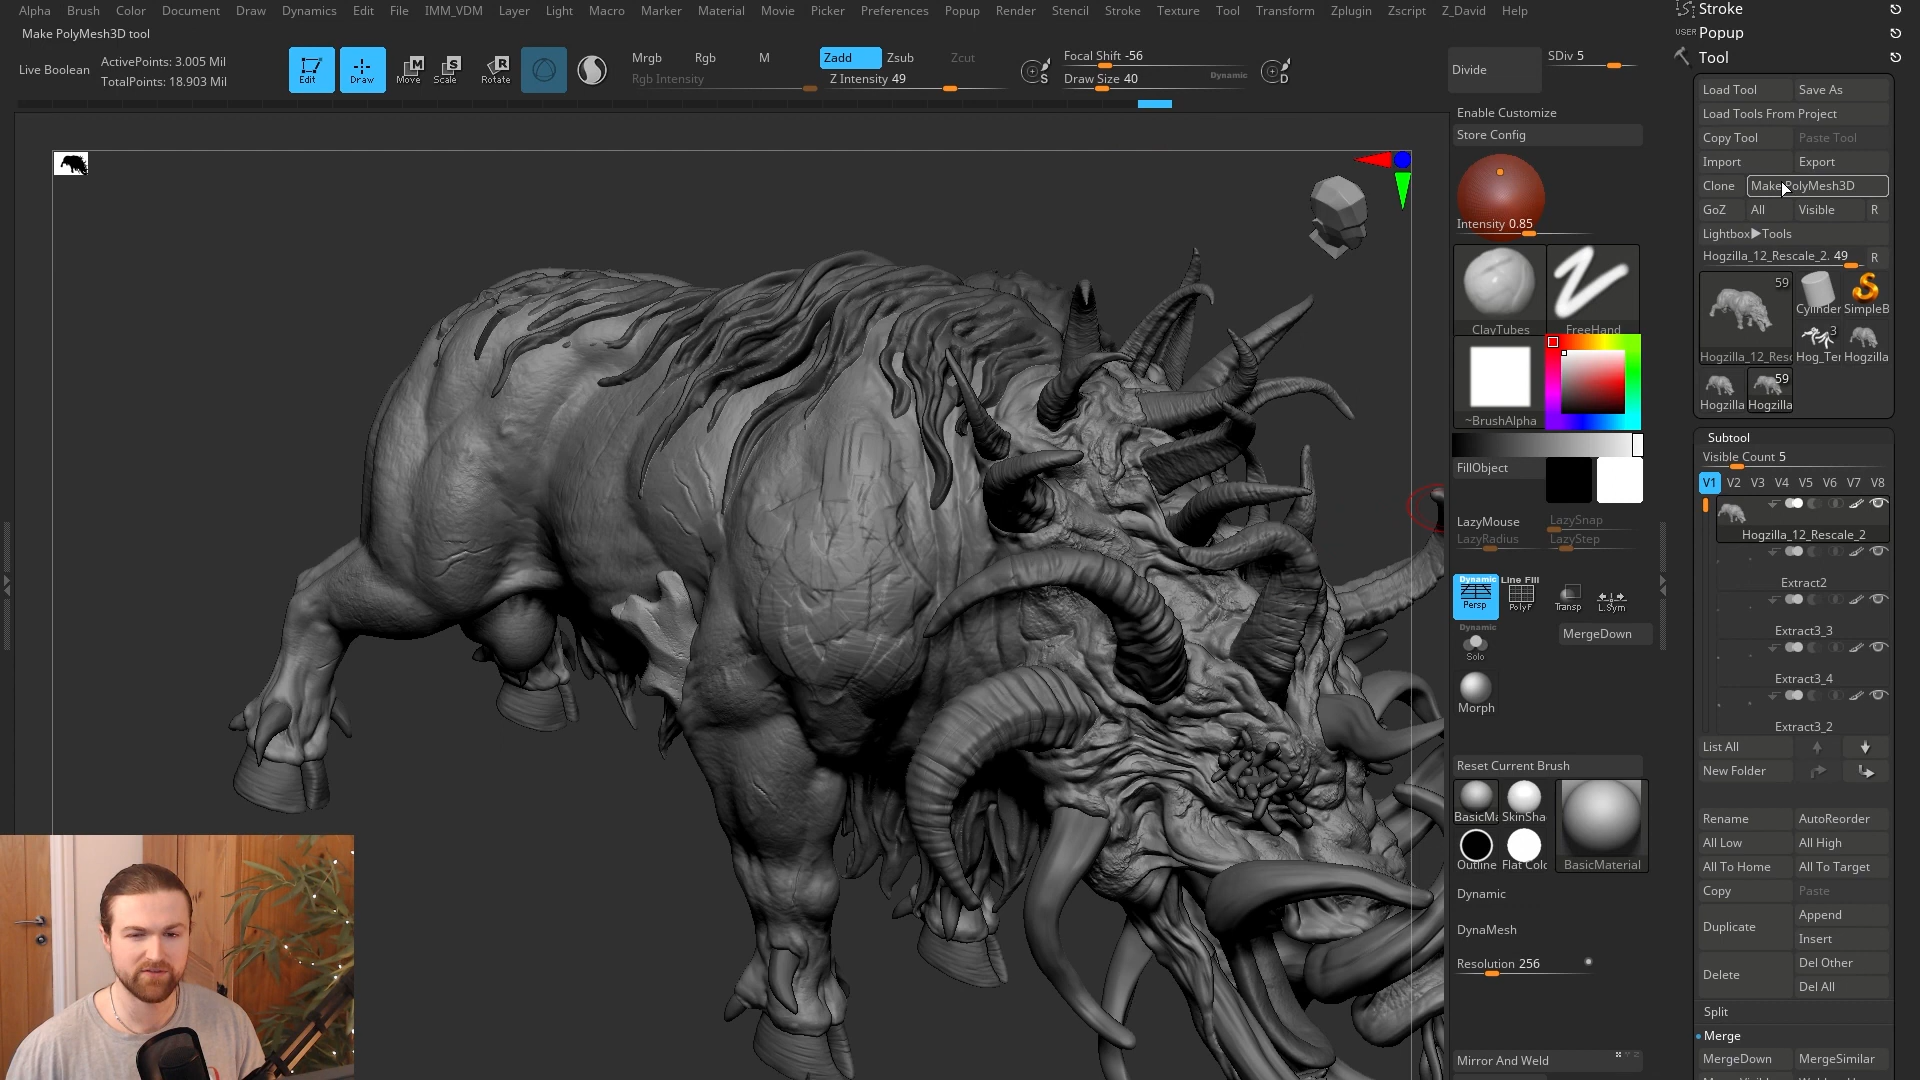 Alpha Brush Color Document Draw Dynamics Edit File IMM_VDM Layer Light Macro Marker Material Movie Picker Preferences Popup Render Stencil Stroke Texture Tool Transform Zplugin Zscript Z_David Help
Make PolyMesh3D tool
Live Boolean
ActivePoints: 3.005 Mil
TotalPoints: 18.903 Mil
Edit Draw Move Scale Rotate
Mrgb Rgb M
Rgb Intensity
Zadd Zsub Zcut
Z Intensity 49
Focal Shift -56
Draw Size 40 Dynamic
S
D
Divide
SDiv 5
Enable Customize
Store Config
Intensity 0.85
ClayTubes FreeHand
~BrushAlpha
FillObject
LazyMouse LazySnap
LazyRadius LazyStep
Dynamic Line Fill
Persp PolyF Transp L.Sym
Dynamic
Solo
MergeDown
Morph
Reset Current Brush
BasicMa SkinSha
Outline Flat Colo
BasicMaterial
Dynamic
DynaMesh
Resolution 256
Mirror And Weld
Stroke
USER Popup
Tool
Load Tool Save As
Load Tools From Project
Copy Tool Paste Tool
Import Export
Clone Make PolyMesh3D
GoZ All Visible R
Lightbox▶Tools
Hogzilla_12_Rescale_2. 49 R
59
Cylinder SimpleB
3
Hogzilla_12_Resc Hog_Ter Hogzilla
59
Hogzilla Hogzilla
Subtool
Visible Count 5
V1 V2 V3 V4 V5 V6 V7 V8
Hogzilla_12_Rescale_2
Extract2
Extract3_3
Extract3_4
Extract3_2
List All
New Folder
Rename AutoReorder
All Low All High
All To Home All To Target
Copy Paste
Duplicate Append
Insert
Delete Del Other
Del All
Split
Merge
MergeDown MergeSimilar